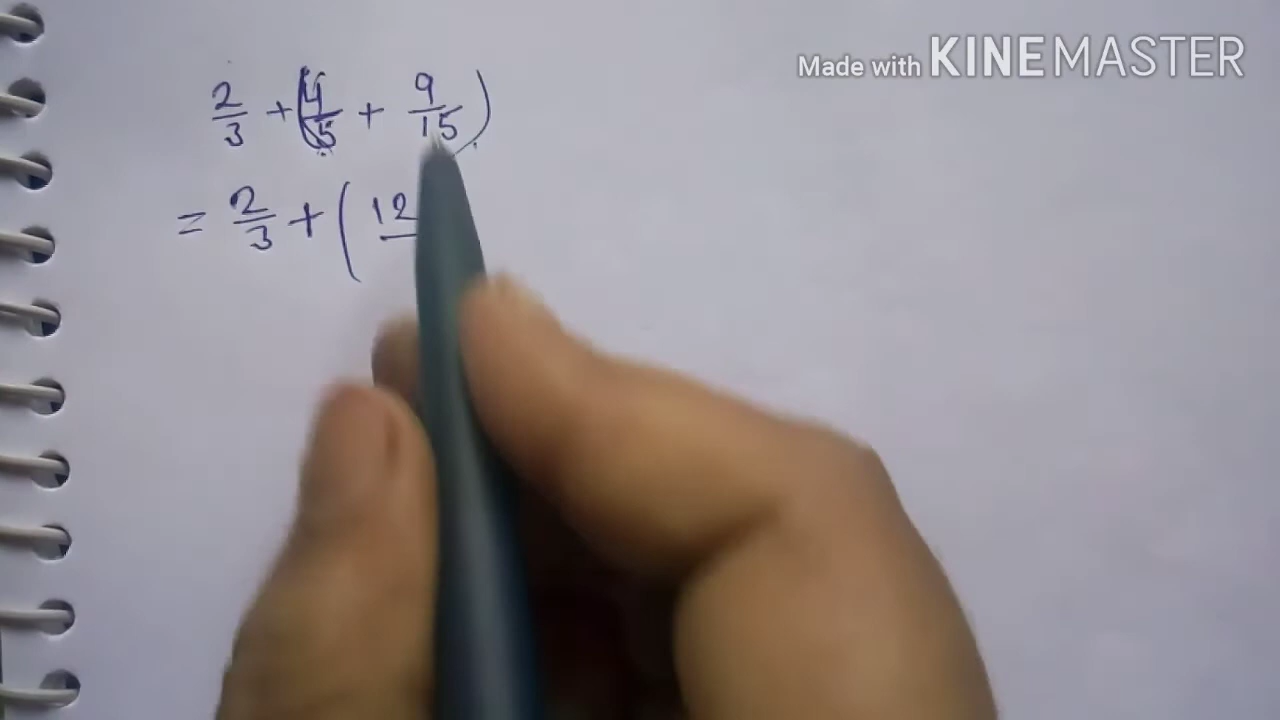 Made with KINEMASTER
2/3 + (4/5 + 9/15)
= 2/3 + (12